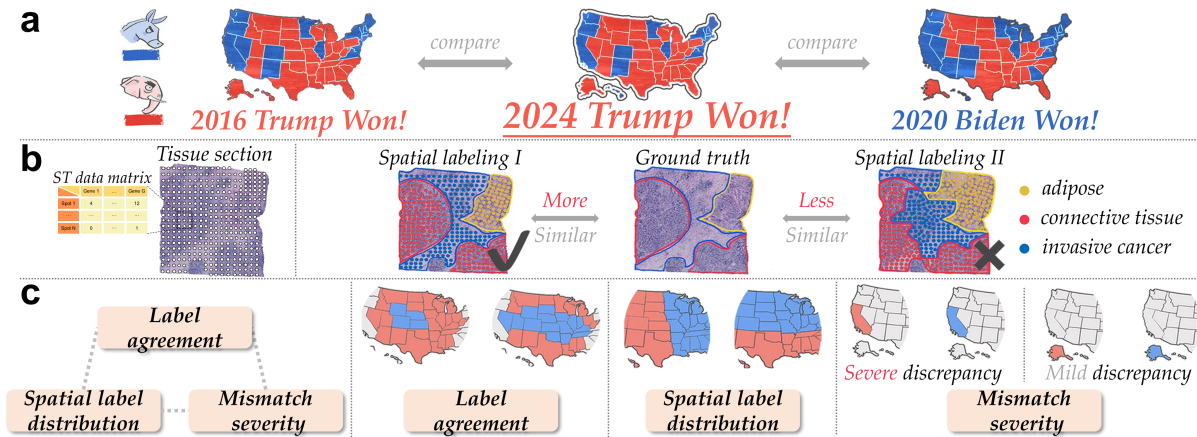 a
compare
compare
2016 Trump Won!
2024 Trump Won!
2020 Biden Won!
b
Tissue section
ST data matrix
Gene 1 ... Gene G
Spot 1 4 ... 12
... ... ...
Spot N 0 ... 1
Spatial labeling I
Ground truth
Spatial labeling II
More
Similar
Less
Similar
adipose
connective tissue
invasive cancer
c
Label
agreement
Spatial label
distribution
Mismatch
severity
Label
agreement
Spatial label
distribution
Severe discrepancy
Mild discrepancy
Mismatch
severity